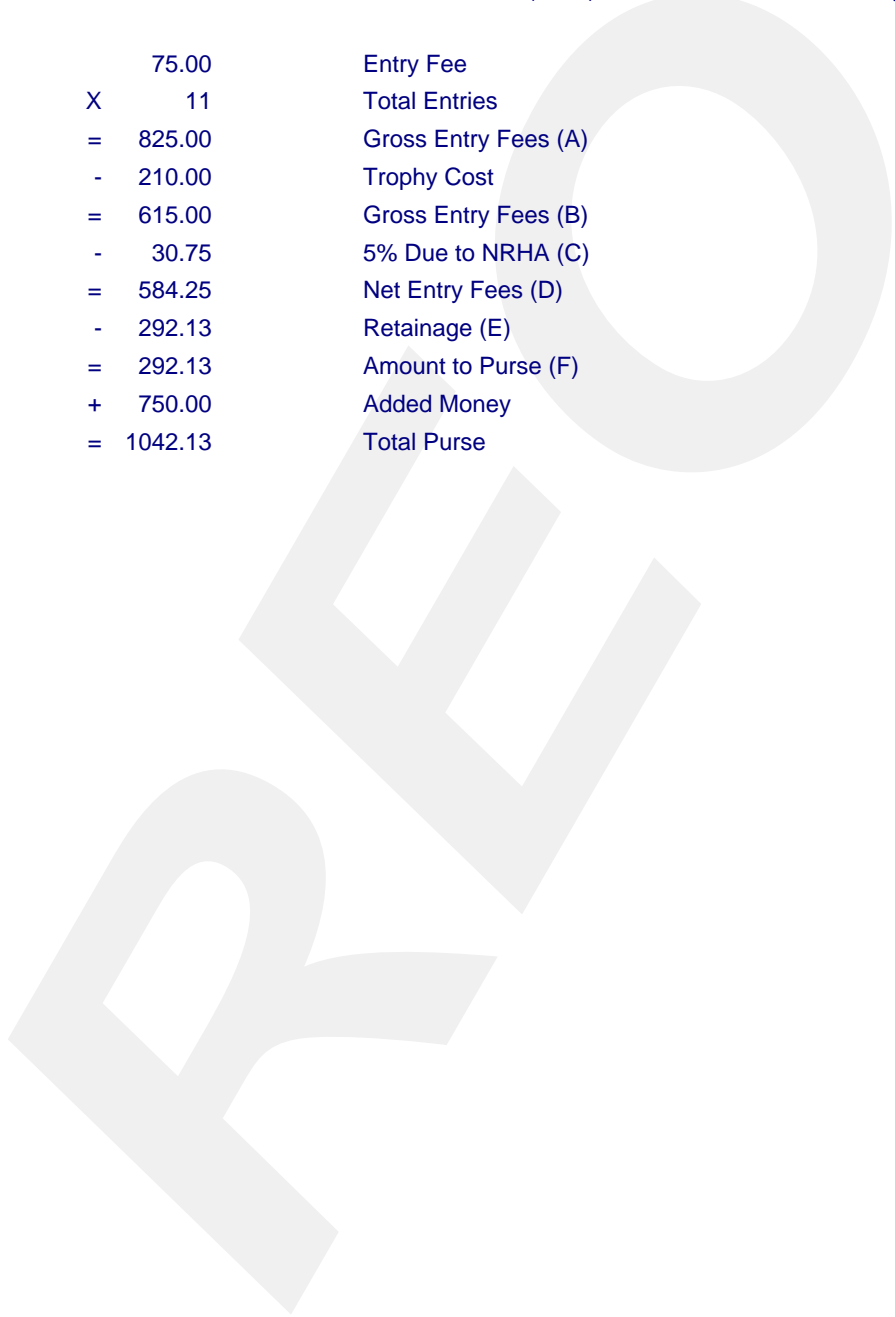 75.00 Entry Fee
X 11 Total Entries
= 825.00 Gross Entry Fees (A)
- 210.00 Trophy Cost
= 615.00 Gross Entry Fees (B)
- 30.75 5% Due to NRHA (C)
= 584.25 Net Entry Fees (D)
- 292.13 Retainage (E)
= 292.13 Amount to Purse (F)
+ 750.00 Added Money
= 1042.13 Total Purse
REO